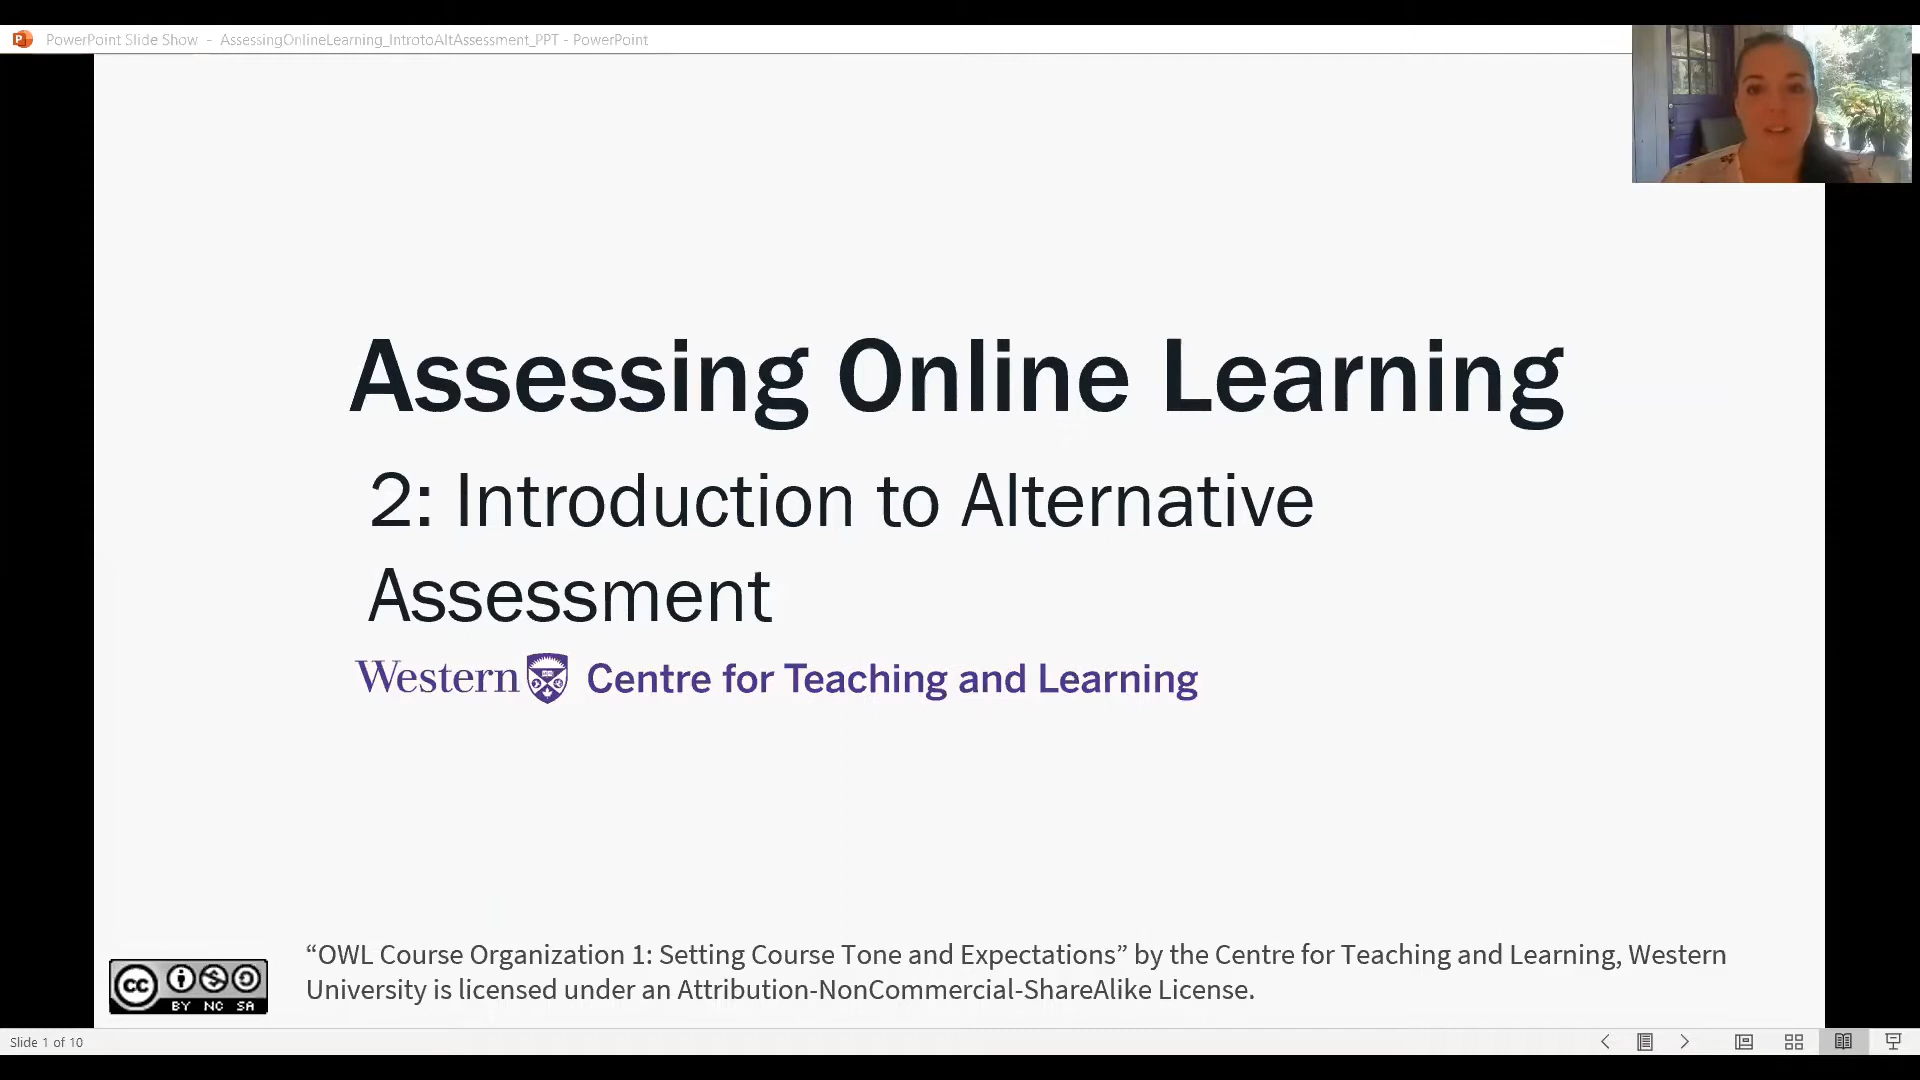 PowerPoint Slide Show - AssessingOnlineLearning_IntrotoAltAssessment_PPT - PowerPoint
Assessing Online Learning
2: Introduction to Alternative
Assessment
Western Centre for Teaching and Learning
“OWL Course Organization 1: Setting Course Tone and Expectations” by the Centre for Teaching and Learning, Western
University is licensed under an Attribution-NonCommercial-ShareAlike License.
cc
BY NC SA
Slide 1 of 10